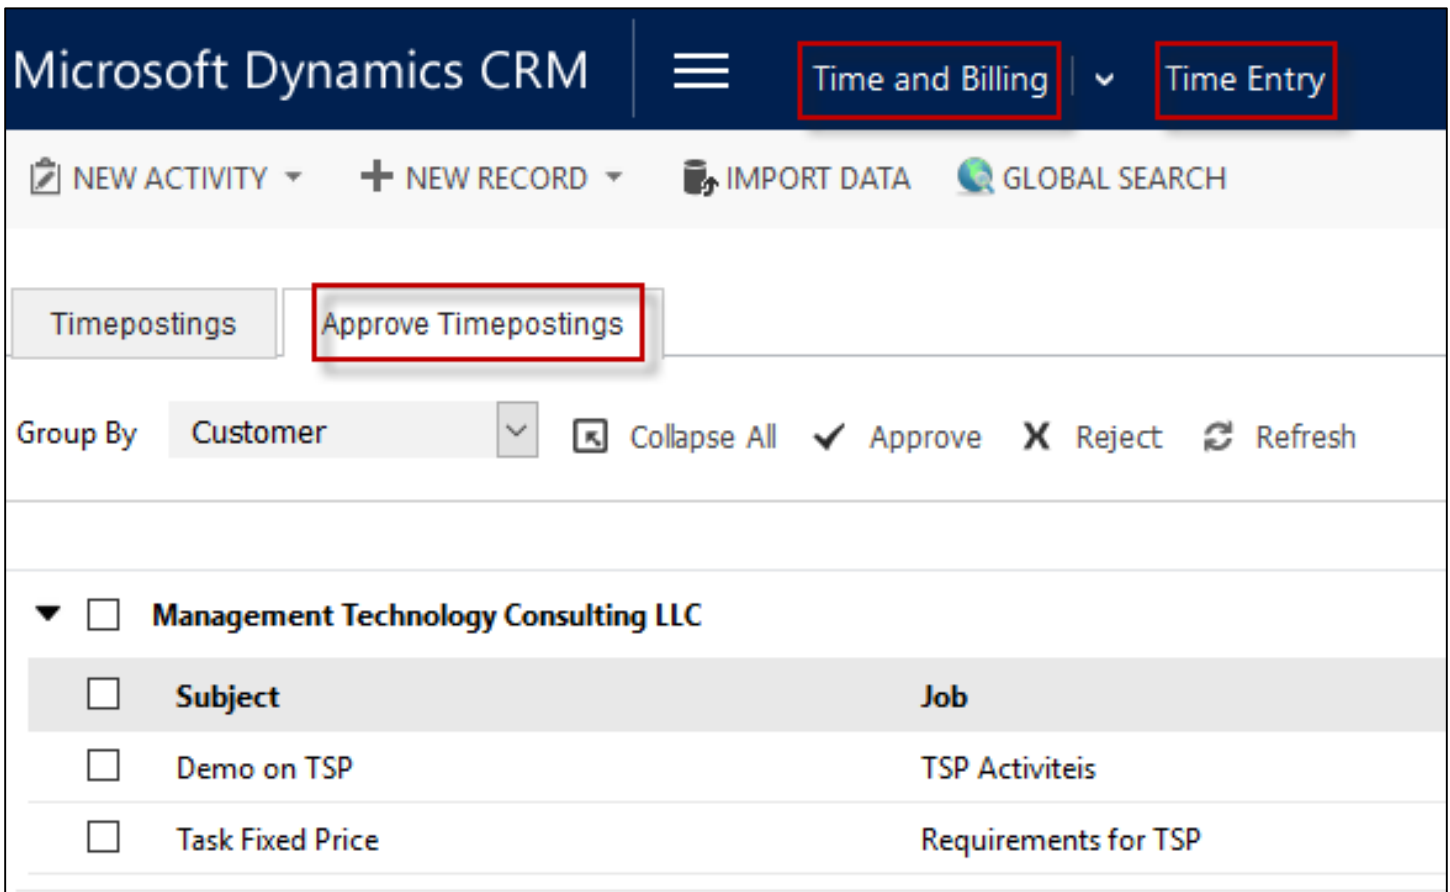 Microsoft Dynamics CRM Time and Billing Time Entry
NEW ACTIVITY NEW RECORD IMPORT DATA GLOBAL SEARCH
Timepostings Approve Timepostings
Group By Customer Collapse All Approve Reject Refresh
Management Technology Consulting LLC
Subject Job
Demo on TSP TSP Activiteis
Task Fixed Price Requirements for TSP